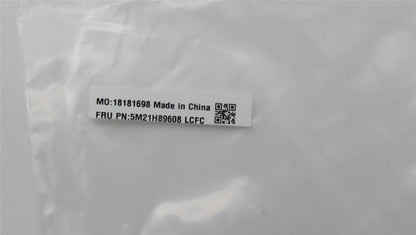 MO:18181698 Made in China
FRU PN:5M21H89608 LCFC